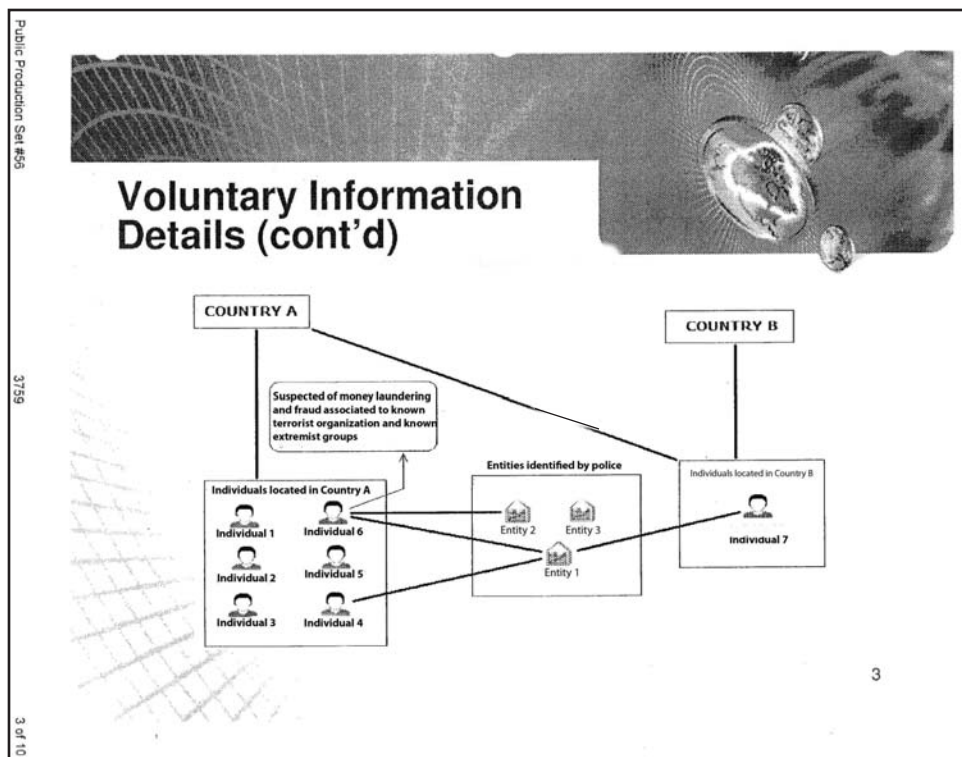 Public Production Set #56
3759
3 of 10
Voluntary Information
Details (cont'd)
COUNTRY A
COUNTRY B
Suspected of money laundering
and fraud associated to known
terrorist organization and known
extremist groups
Individuals located in Country A
Individual 1
Individual 6
Individual 2
Individual 5
Individual 3
Individual 4
Entities identified by police
Entity 2
Entity 3
Entity 1
Individuals located in Country B
Individual 7
3